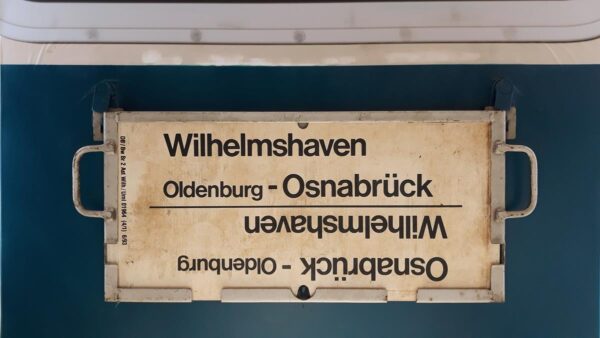 Wilhelmshaven
Oldenburg - Osnabrück
Wilhelmshaven
Osnabrück - Oldenburg